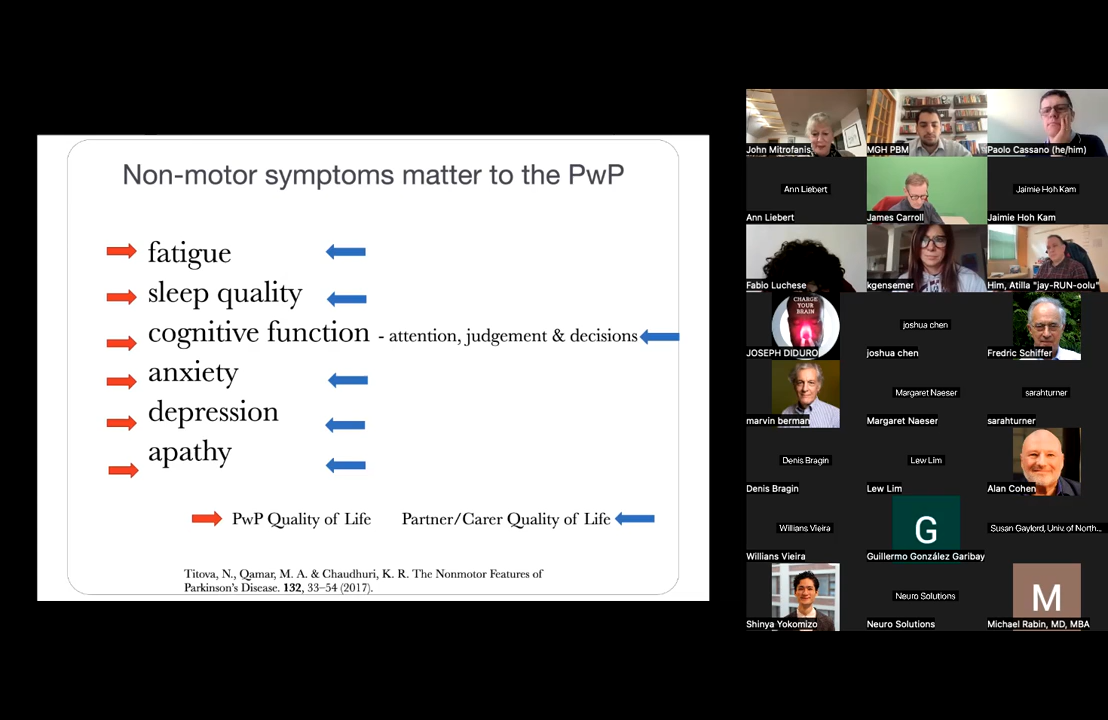 Non-motor symptoms matter to the PwP
fatigue
sleep quality
cognitive function - attention, judgement & decisions
anxiety
depression
apathy
PwP Quality of Life Partner/Carer Quality of Life
Titova, N., Qamar, M. A. & Chaudhuri, K. R. The Nonmotor Features of
Parkinson's Disease. 132, 33–54 (2017).
John Mitrofanis
MGH PBM
Paolo Cassano (he/him)
Ann Liebert
Ann Liebert
James Carroll
Jaimie Hoh Kam
Jaimie Hoh Kam
Fabio Luchese
kgensemer
Him, Atilla "jay-RUN-oolu"
CHARGE
YOUR
BRAIN
JOSEPH DIDURO
joshua chen
joshua chen
Fredric Schiffer
marvin berman
Margaret Naeser
Margaret Naeser
sarahturner
sarahturner
Denis Bragin
Denis Bragin
Lew Lim
Lew Lim
Alan Cohen
Willians Vieira
Willians Vieira
G
Guillermo González Garibay
Susan Gaylord, Univ. of North...
Shinya Yokomizo
Neuro Solutions
Neuro Solutions
M
Michael Rabin, MD, MBA